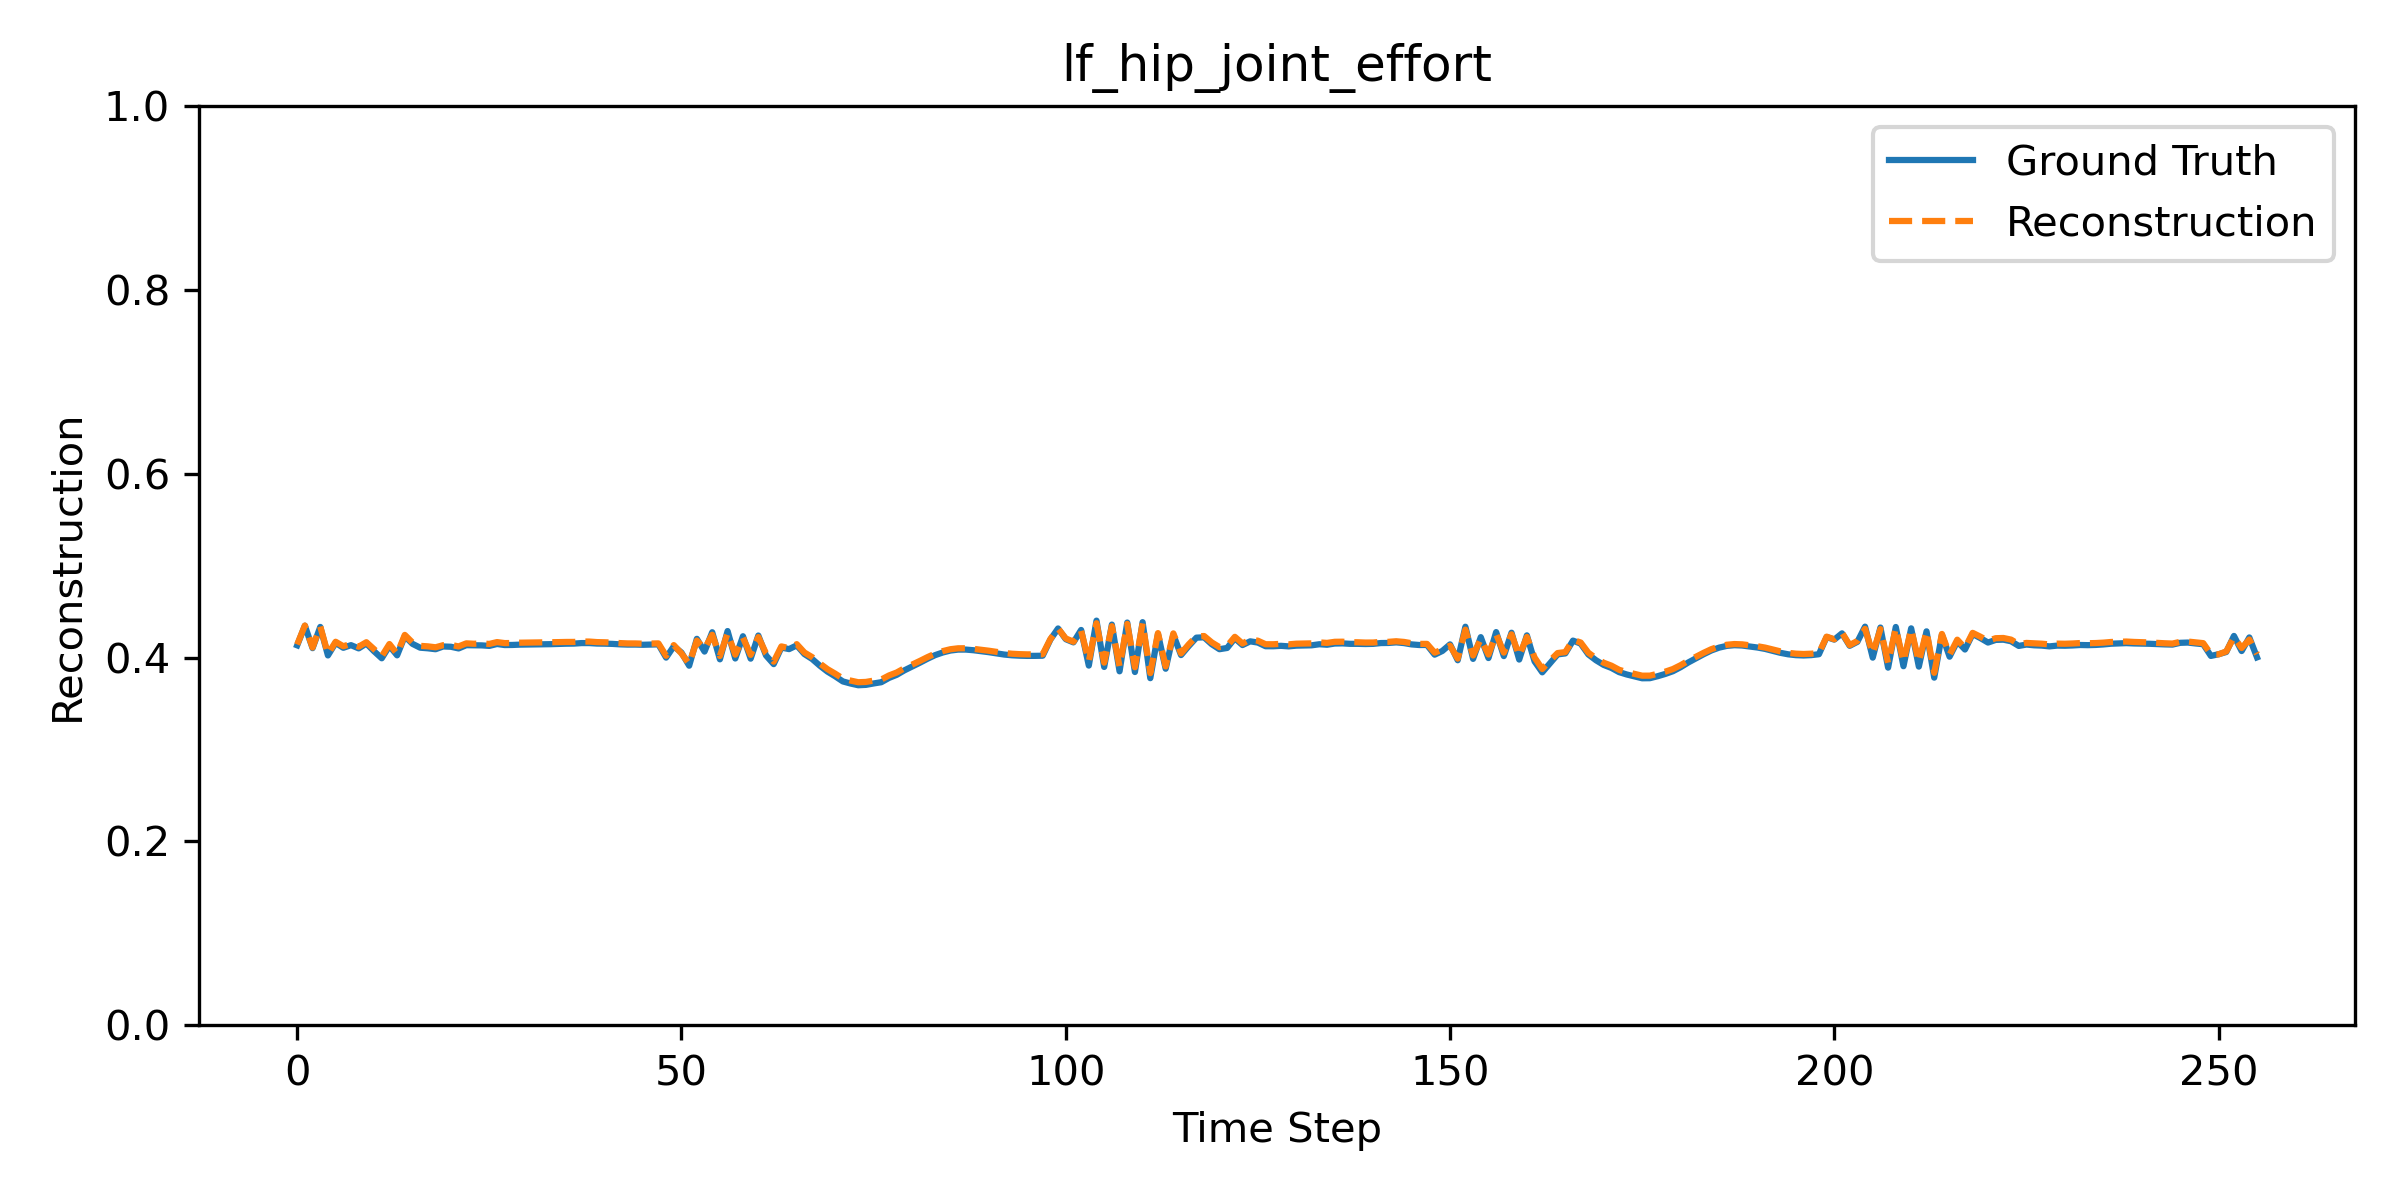 lf_hip_joint_effort
1.0
0.8
0.6
0.4
0.2
0.0
Reconstruction
Ground Truth
Reconstruction
0 50 100 150 200 250
Time Step